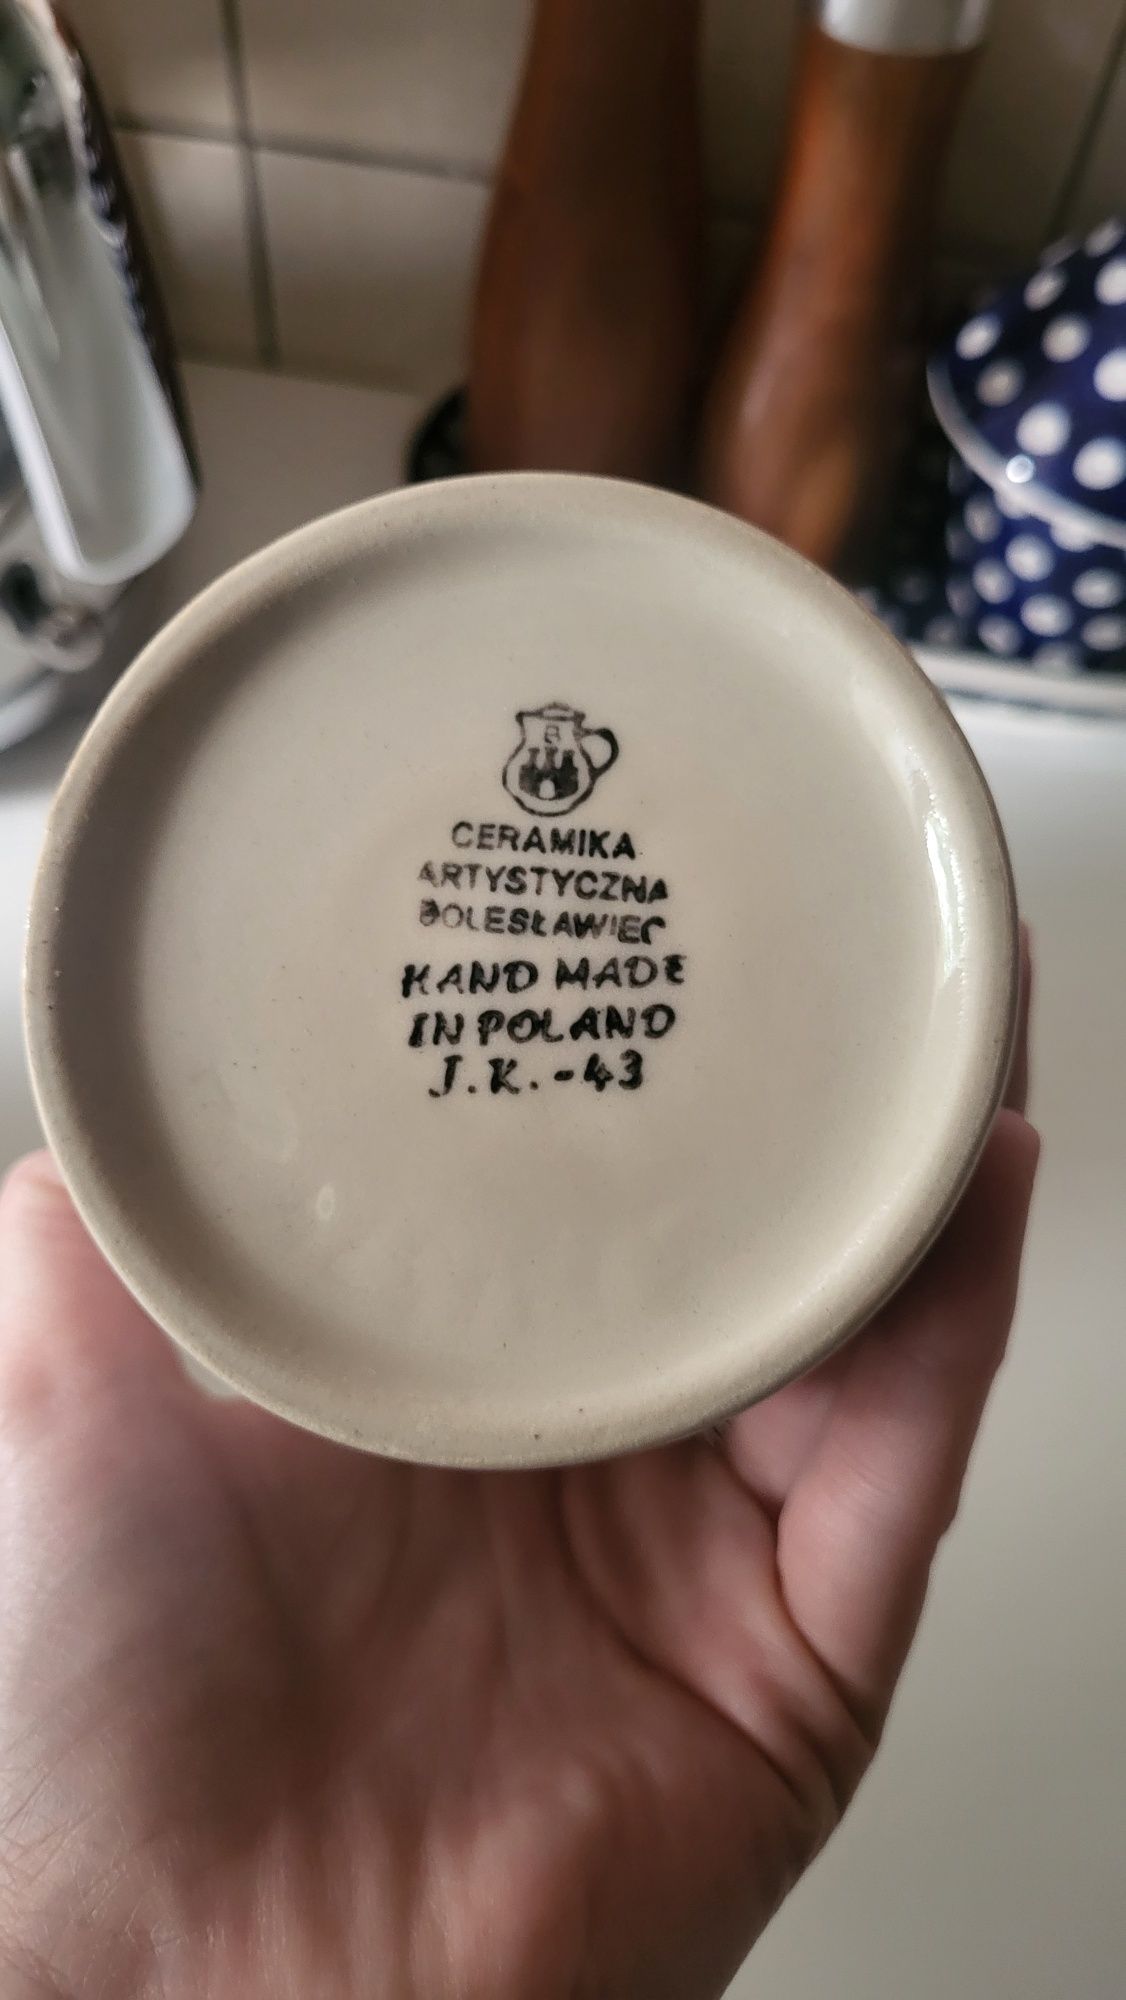 B
CERAMIKA
ARTYSTYCZNA
BOLESŁAWIEC
HAND MADE
IN POLAND
J.K.-43